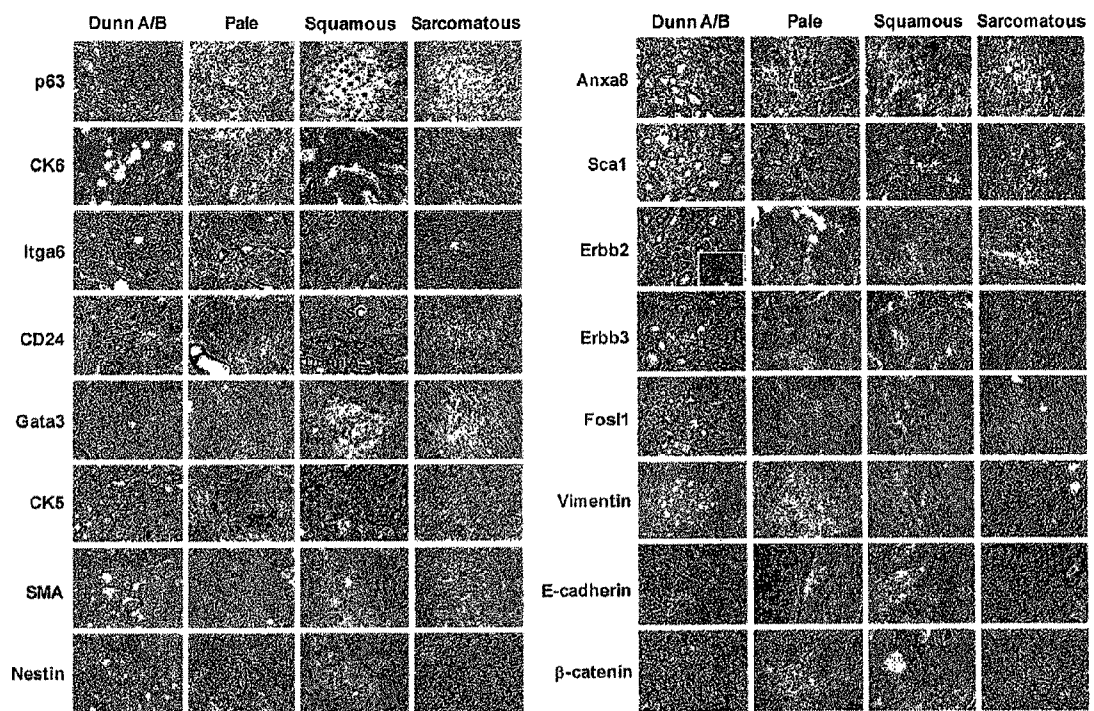 Dunn A/B Pale Squamous Sarcomatous
p63
CK6
Itga6
CD24
Gata3
CK5
SMA
Nestin
Dunn A/B Pale Squamous Sarcomatous
Anxa8
Sca1
Erbb2
Erbb3
Fosl1
Vimentin
E-cadherin
β-catenin